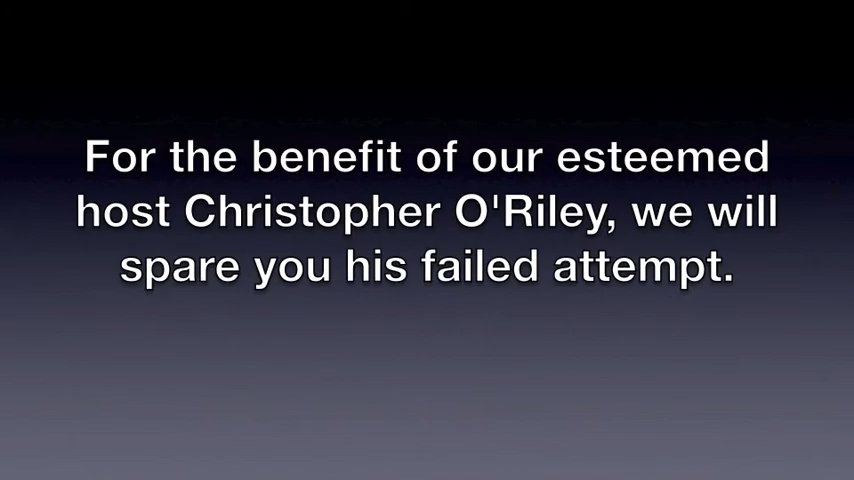 For the benefit of our esteemed
host Christopher O'Riley, we will
spare you his failed attempt.